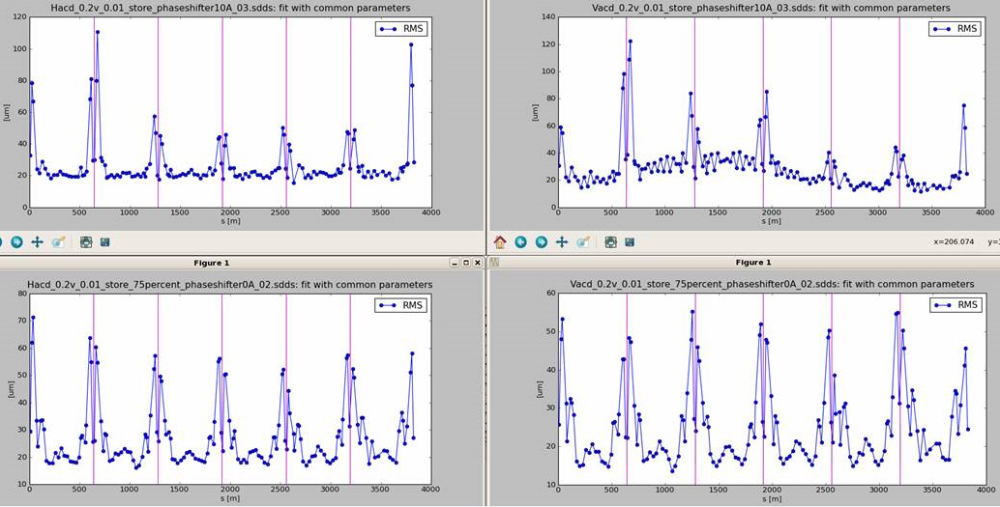 Hacd_0.2v_0.01_store_phaseshifter10A_03.sdds: fit with common parameters
120
100
80
60
40
20
0
[um]
RMS
0 500 1000 1500 2000 2500 3000 3500 4000
s [m]
Vacd_0.2v_0.01_store_phaseshifter10A_03.sdds: fit with common parameters
140
120
100
80
60
40
20
0
[um]
RMS
0 500 1000 1500 2000 2500 3000 3500 4000
s [m]
x=206.074
Figure 1
Figure 1
Hacd_0.2v_0.01_store_75percent_phaseshifter0A_02.sdds: fit with common parameters
80
70
60
50
40
30
20
10
[um]
RMS
0 500 1000 1500 2000 2500 3000 3500 4000
s [m]
Vacd_0.2v_0.01_store_75percent_phaseshifter0A_02.sdds: fit with common parameters
60
50
40
30
20
10
[um]
RMS
0 500 1000 1500 2000 2500 3000 3500 4000
s [m]